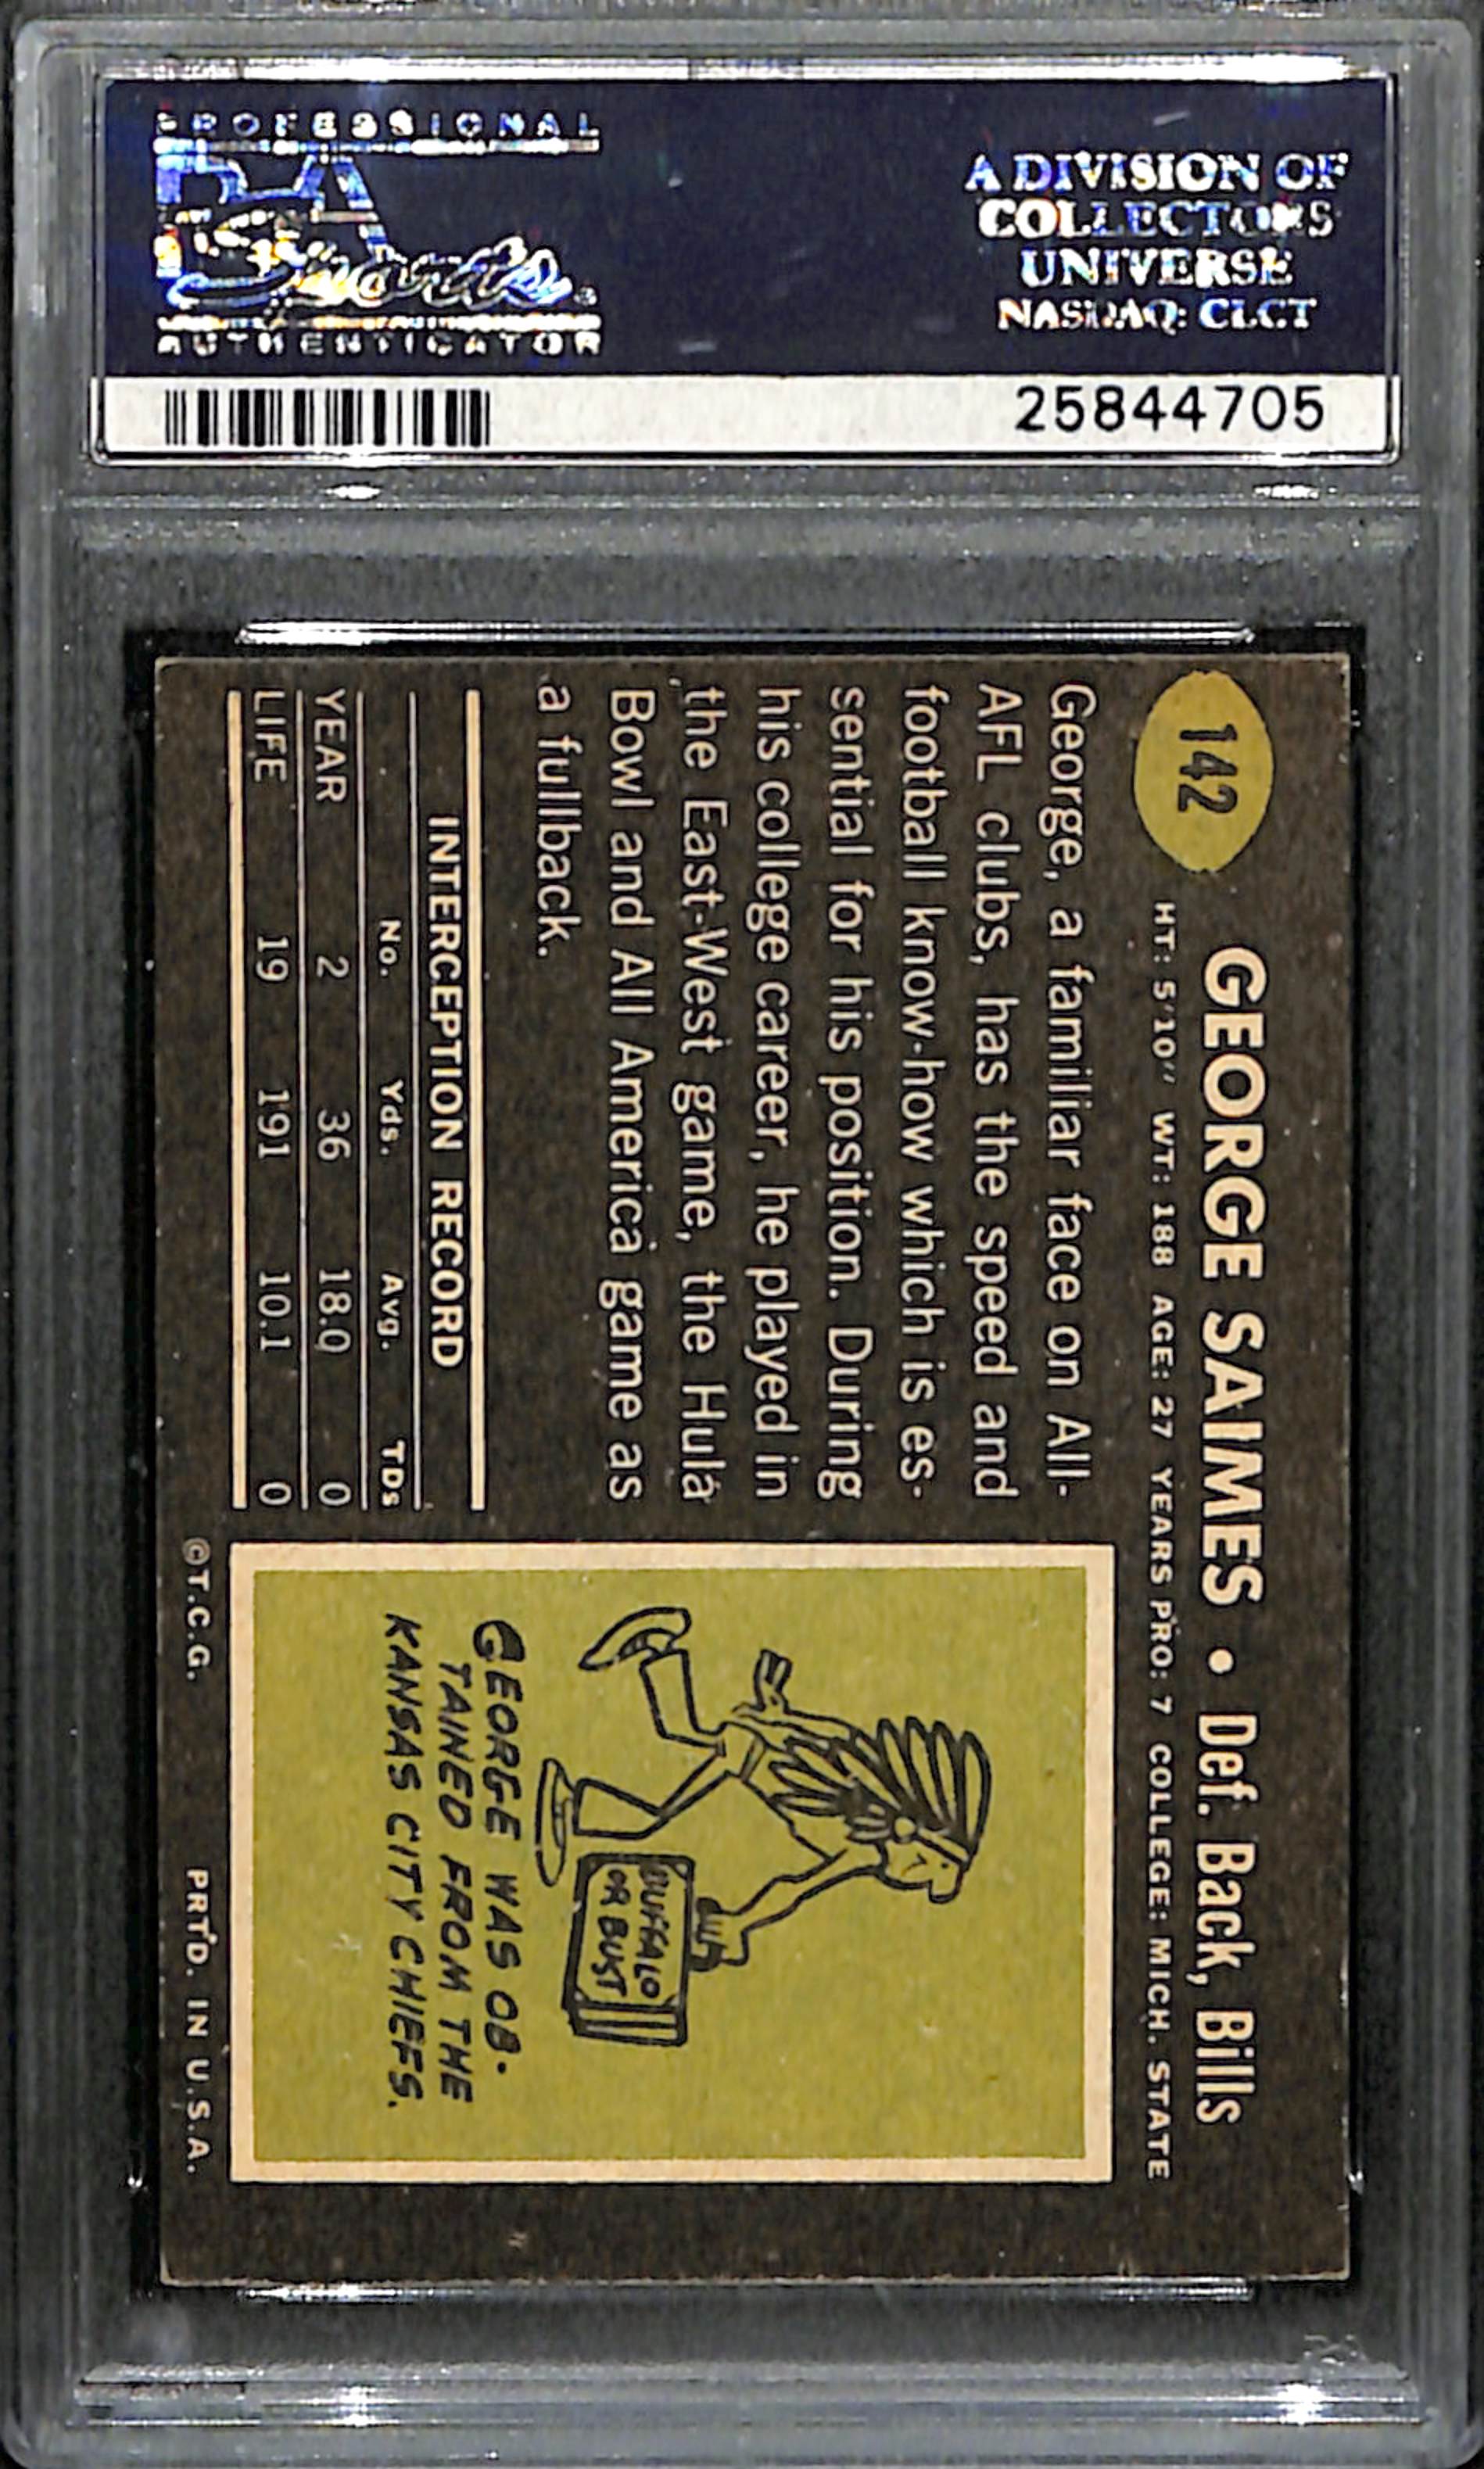 PROFESSIONAL
PSA
Sports
AUTHENTICATOR
A DIVISION OF
COLLECTORS
UNIVERSE
NASDAQ: CLCT
25844705
142
GEORGE SAIMES • Def. Back, Bills
HT: 5'10" WT: 188 AGE: 27 YEARS PRO: 7 COLLEGE: MICH. STATE
George, a familiar face on All-
AFL clubs, has the speed and
football know-how which is es-
sential for his position. During
his college career, he played in
the East-West game, the Hula
Bowl and All America game as
a fullback.
INTERCEPTION RECORD
No. Yds. Avg. TDs
YEAR 2 36 18.0 0
LIFE 19 191 10.1 0
BUFFALO
OR BUST
GEORGE WAS OB-
TAINED FROM THE
KANSAS CITY CHIEFS.
©T.C.G. PRT'D. IN U.S.A.